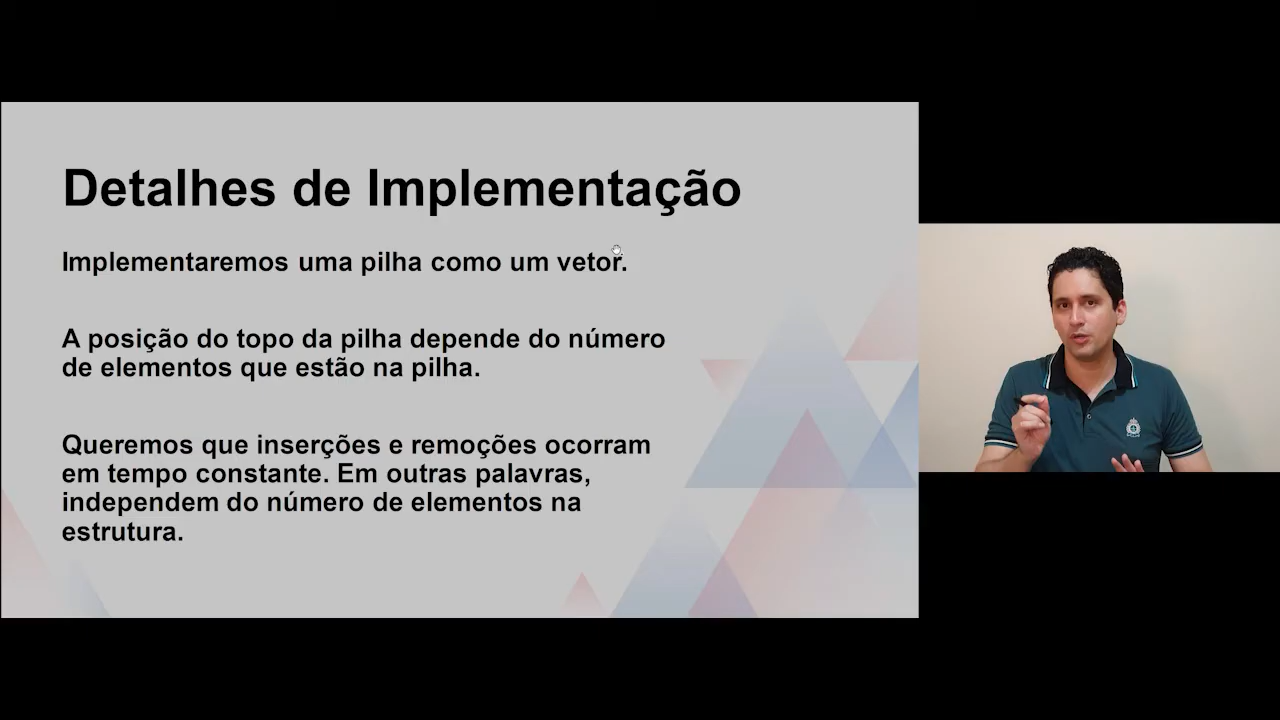 Detalhes de Implementação
Implementaremos uma pilha como um vetor.
A posição do topo da pilha depende do número
de elementos que estão na pilha.
Queremos que inserções e remoções ocorram
em tempo constante. Em outras palavras,
independem do número de elementos na
estrutura.